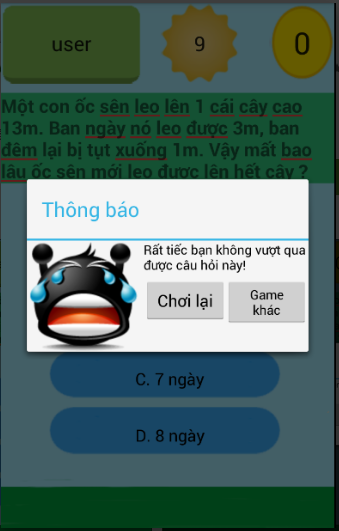 user
9
0
Một con ốc sên leo lên 1 cái cây cao
13m. Ban ngày nó leo được 3m, ban
đêm lại bị tụt xuống 1m. Vậy mất bao
lâu ốc sên mới leo được lên hết cây ?
Thông báo
Rất tiếc bạn không vượt qua
được câu hỏi này!
Chơi lại
Game
khác
C. 7 ngày
D. 8 ngày